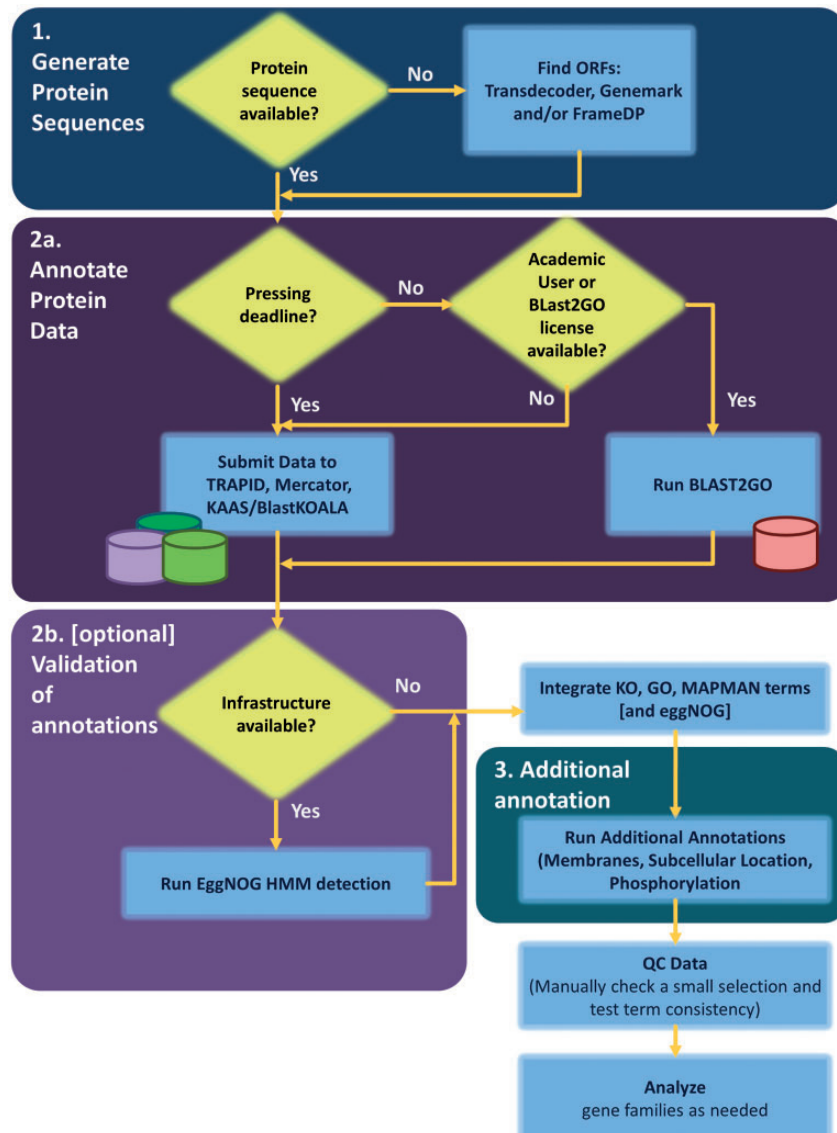 1.
Generate
Protein
Sequences
Protein
sequence
available?
No
Find ORFs:
Transdecoder, Genemark
and/or FrameDP
Yes
2a.
Annotate
Protein
Data
Pressing
deadline?
No
Academic
User or
BLast2GO
license
available?
Yes
No
Yes
Submit Data to
TRAPID, Mercator,
KAAS/BlastKOALA
Run BLAST2GO
2b. [optional]
Validation
of
annotations
Infrastructure
available?
No
Yes
Run EggNOG HMM detection
Integrate KO, GO, MAPMAN terms
[and eggNOG]
3. Additional
annotation
Run Additional Annotations
(Membranes, Subcellular Location,
Phosphorylation
QC Data
(Manually check a small selection and
test term consistency)
Analyze
gene families as needed